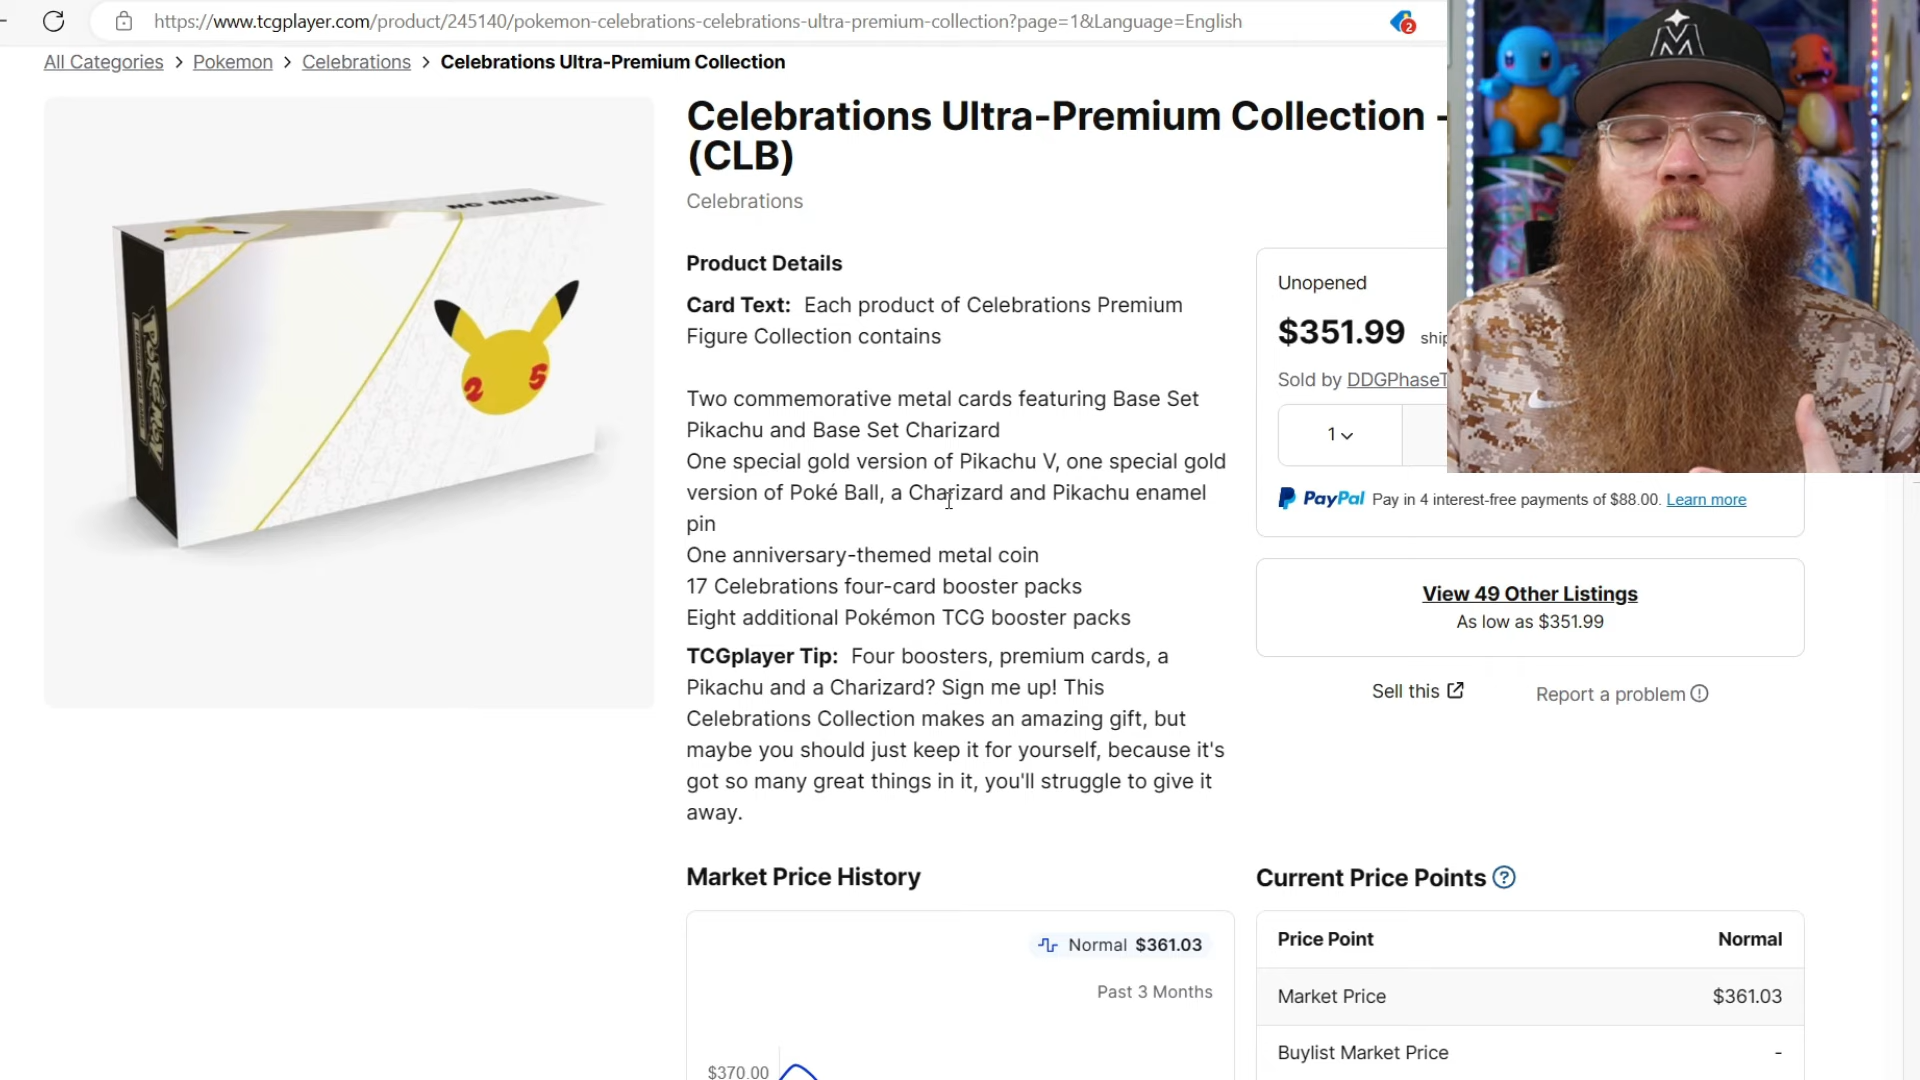 https://www.tcgplayer.com/product/245140/pokemon-celebrations-celebrations-ultra-premium-collection?page=1&Language=English
2
All Categories > Pokemon > Celebrations > Celebrations Ultra-Premium Collection
TRAIN ON
POKÉMON
2 5
Celebrations Ultra-Premium Collection -
(CLB)
Celebrations
Product Details
Card Text: Each product of Celebrations Premium
Figure Collection contains
Two commemorative metal cards featuring Base Set
Pikachu and Base Set Charizard
One special gold version of Pikachu V, one special gold
version of Poké Ball, a Charizard and Pikachu enamel
pin
One anniversary-themed metal coin
17 Celebrations four-card booster packs
Eight additional Pokémon TCG booster packs
TCGplayer Tip: Four boosters, premium cards, a
Pikachu and a Charizard? Sign me up! This
Celebrations Collection makes an amazing gift, but
maybe you should just keep it for yourself, because it's
got so many great things in it, you'll struggle to give it
away.
Unopened
$351.99 ship
Sold by DDGPhaseT
1
PayPal Pay in 4 interest-free payments of $88.00. Learn more
View 49 Other Listings
As low as $351.99
Sell this
Report a problem
Market Price History
Normal $361.03
Past 3 Months
$370.00
Current Price Points ?
Price Point Normal
Market Price $361.03
Buylist Market Price -